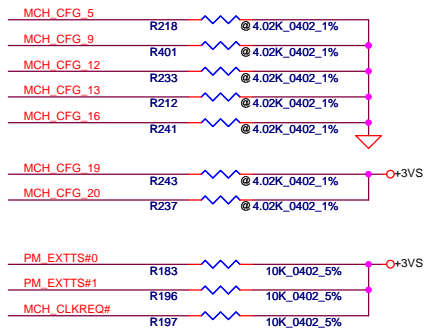 MCH_CFG_5
R218 @ 4.02K_0402_1%
MCH_CFG_9
R401 @ 4.02K_0402_1%
MCH_CFG_12
R233 @ 4.02K_0402_1%
MCH_CFG_13
R212 @ 4.02K_0402_1%
MCH_CFG_16
R241 @ 4.02K_0402_1%
MCH_CFG_19 +3VS
R243 @ 4.02K_0402_1%
MCH_CFG_20
R237 @ 4.02K_0402_1%
PM_EXTTS#0 +3VS
R183 10K_0402_5%
PM_EXTTS#1
R196 10K_0402_5%
MCH_CLKREQ#
R197 10K_0402_5%